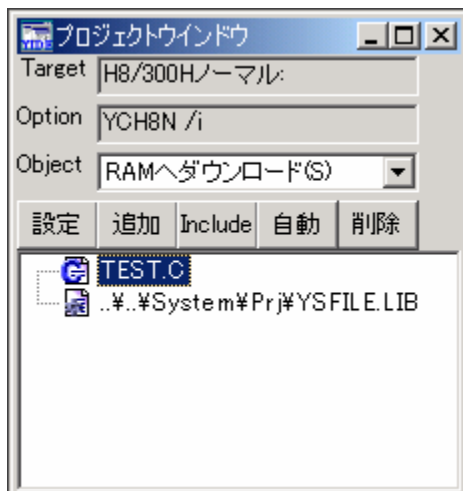 プロジェクトウインドウ
Target H8/300Hノーマル:
Option YCH8N /i
Object RAMへダウンロード(S)
設定 追加 Include 自動 削除
TEST.C
..¥..¥System¥Prj¥YSFILE.LIB